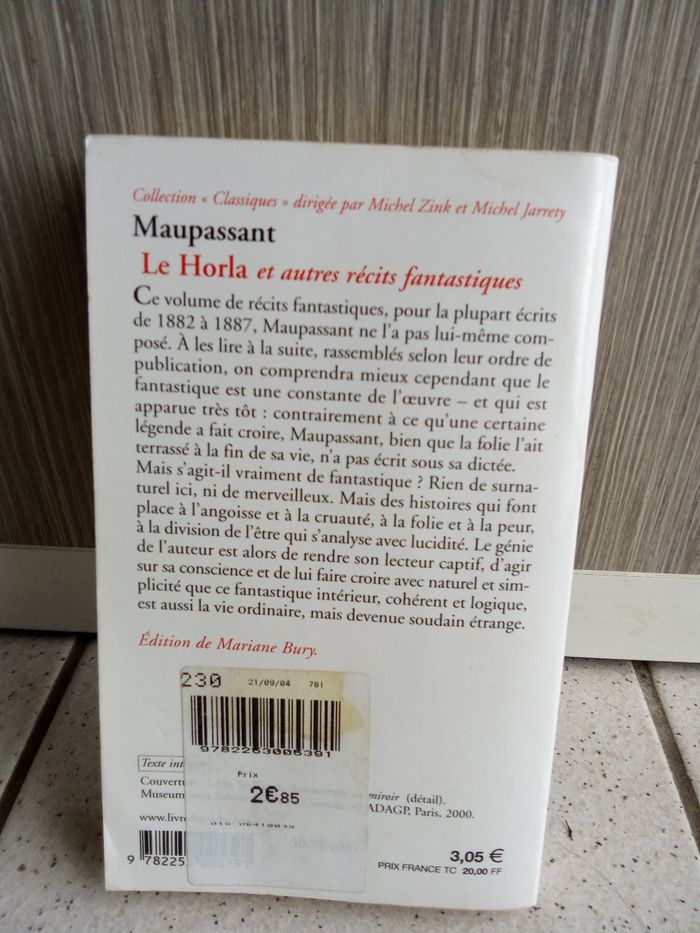 Collection « Classiques » dirigée par Michel Zink et Michel Jarrety
Maupassant
Le Horla et autres récits fantastiques
Ce volume de récits fantastiques, pour la plupart écrits
de 1882 à 1887, Maupassant ne l'a pas lui-même com-
posé. À les lire à la suite, rassemblés selon leur ordre de
publication, on comprendra mieux cependant que le
fantastique est une constante de l'œuvre – et qui est
apparue très tôt : contrairement à ce qu'une certaine
légende a fait croire, Maupassant, bien que la folie l'ait
terrassé à la fin de sa vie, n'a pas écrit sous sa dictée.
Mais s'agit-il vraiment de fantastique ? Rien de surna-
turel ici, ni de merveilleux. Mais des histoires qui font
place à l'angoisse et à la cruauté, à la folie et à la peur,
à la division de l'être qui s'analyse avec lucidité. Le génie
de l'auteur est alors de rendre son lecteur captif, d'agir
sur sa conscience et de lui faire croire avec naturel et sim-
plicité que ce fantastique intérieur, cohérent et logique,
est aussi la vie ordinaire, mais devenue soudain étrange.
Édition de Mariane Bury.
230 21/09/04 781
9782253005391
Prix
2€85
Texte
Couvert
miroir (détail).
Museum
ADAGP, Paris, 2000.
www.livre
3,05 €
PRIX FRANCE TC 20,00 FF